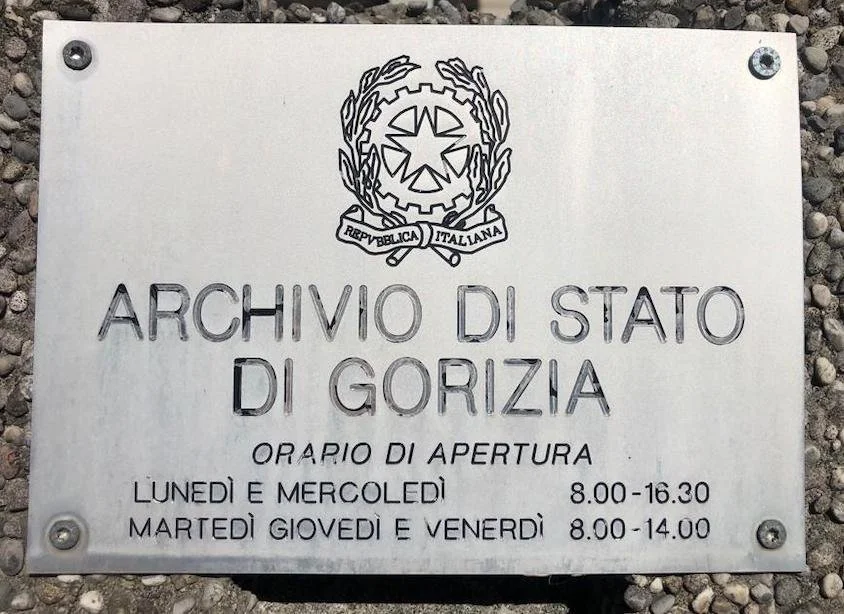 REPVBBLICA ITALIANA
ARCHIVIO DI STATO
DI GORIZIA
ORARIO DI APERTURA
LUNEDÌ E MERCOLEDÌ 8.00-16.30
MARTEDÌ GIOVEDÌ E VENERDÌ 8.00-14.00